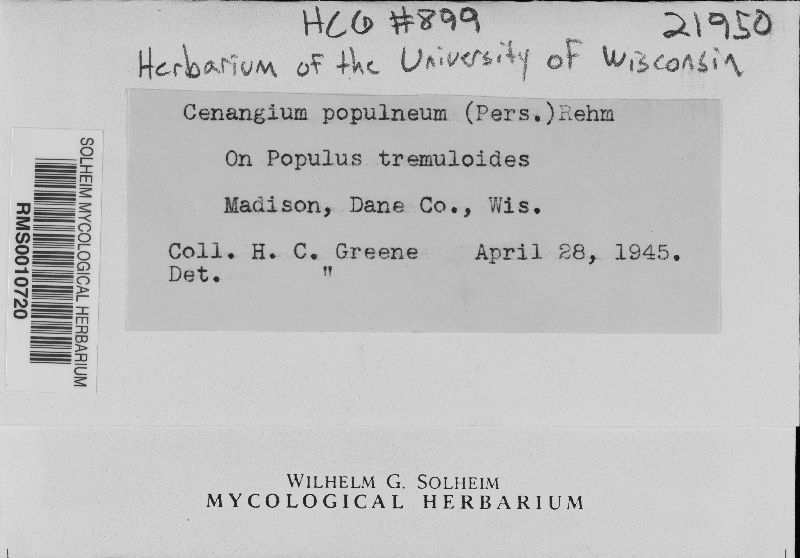 HCG #899 21950
Herbarium of the University of Wisconsin
Cenangium populneum (Pers.)Rehm
On Populus tremuloides
Madison, Dane Co., Wis.
Coll. H. C. Greene April 28, 1945.
Det. "
SOLHEIM MYCOLOGICAL HERBARIUM
RMS0010720
WILHELM G. SOLHEIM
MYCOLOGICAL HERBARIUM